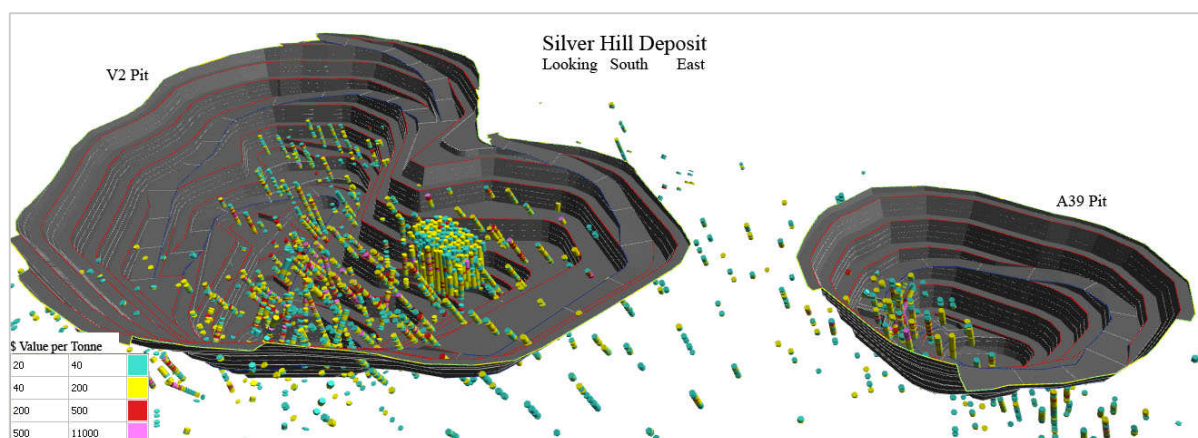 Silver Hill Deposit
Looking South East
V2 Pit
A39 Pit
$ Value per Tonne
20 40
40 200
200 500
500 11000